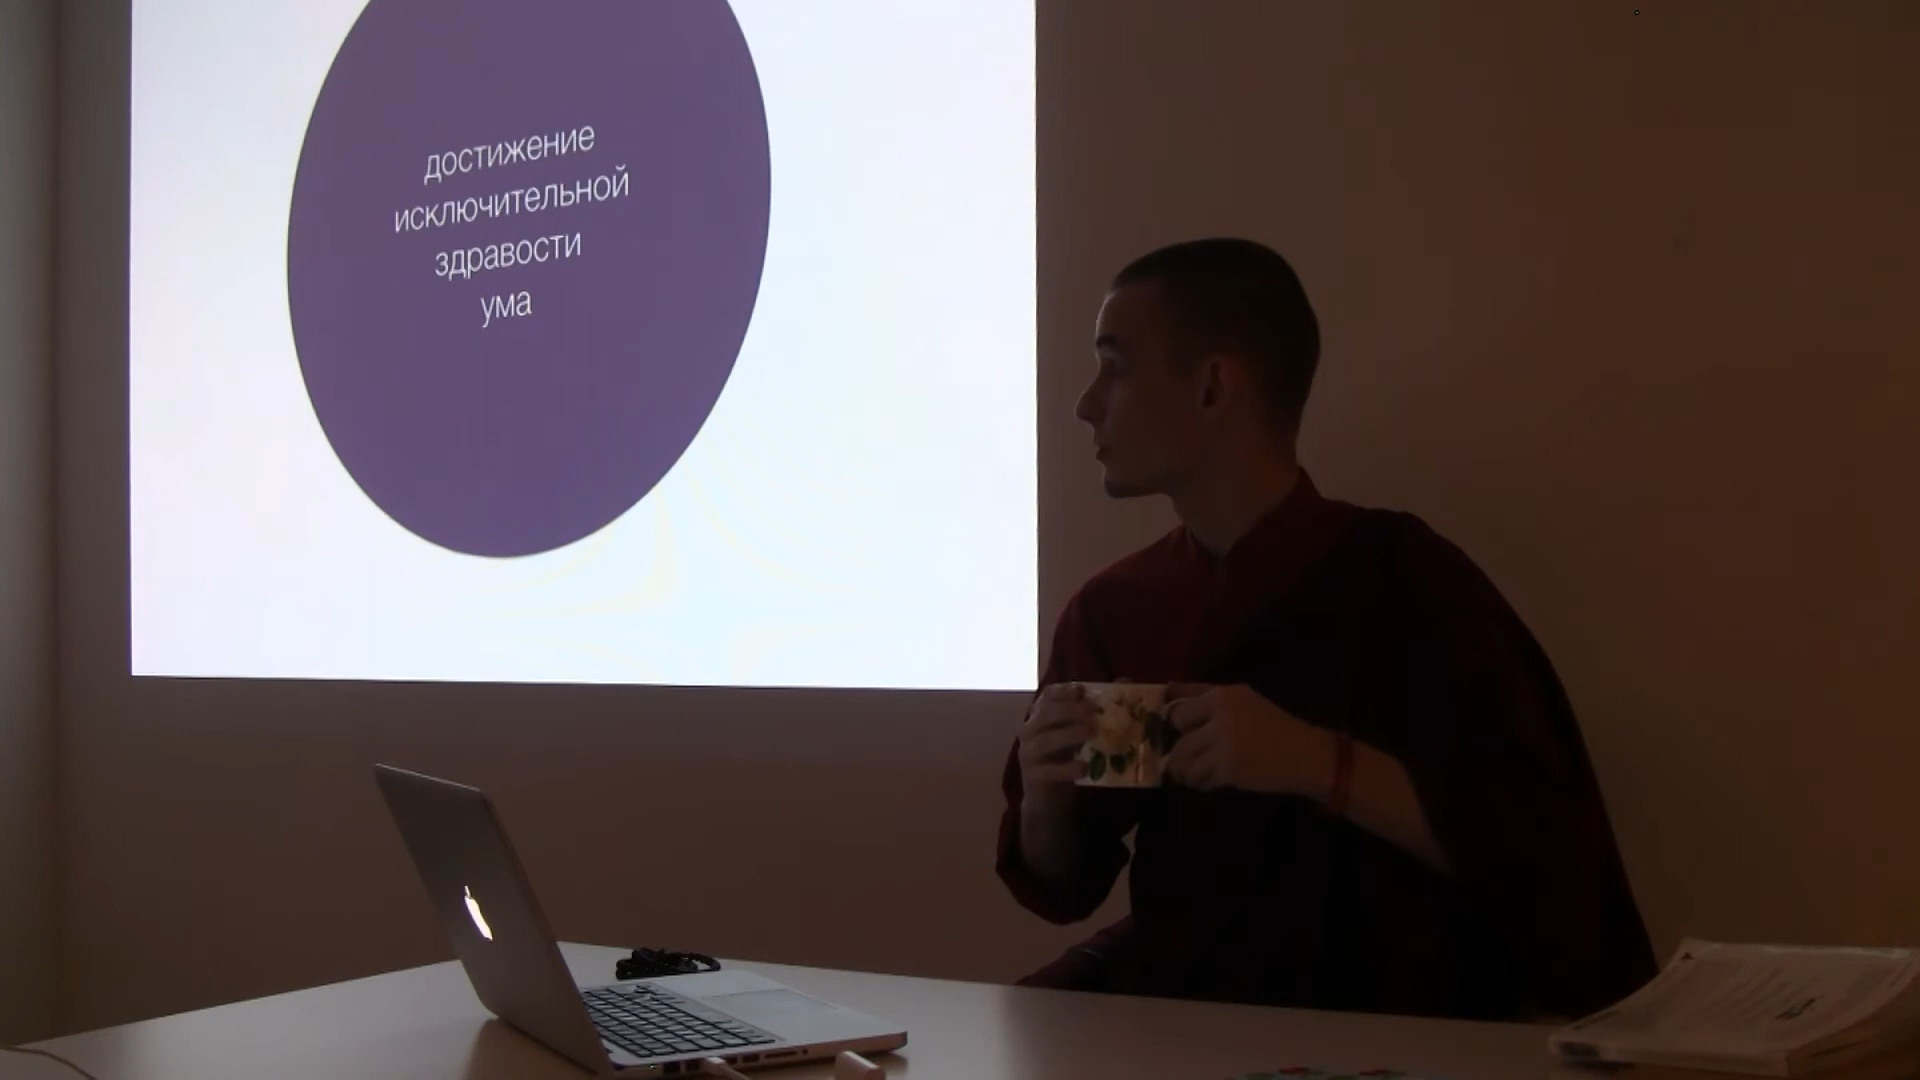 достижение
исключительной
здравости
ума